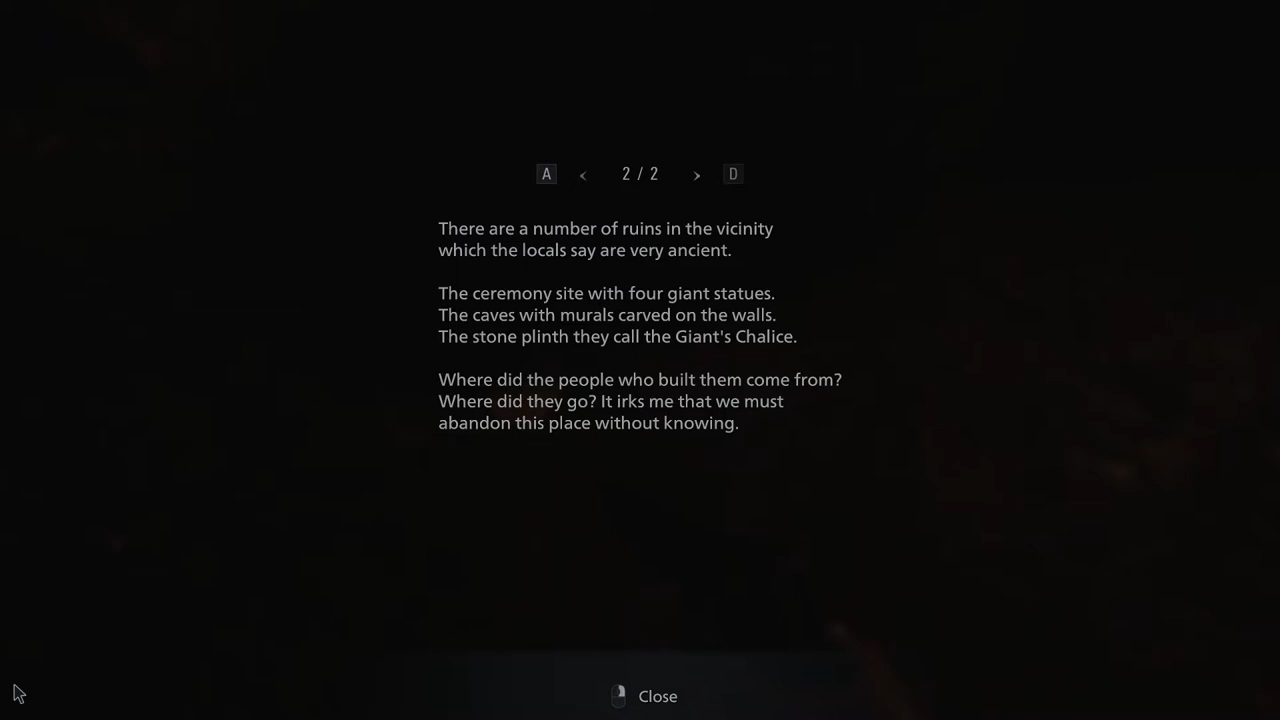 A < 2 / 2 > D
There are a number of ruins in the vicinity
which the locals say are very ancient.
The ceremony site with four giant statues.
The caves with murals carved on the walls.
The stone plinth they call the Giant's Chalice.
Where did the people who built them come from?
Where did they go? It irks me that we must
abandon this place without knowing.
Close